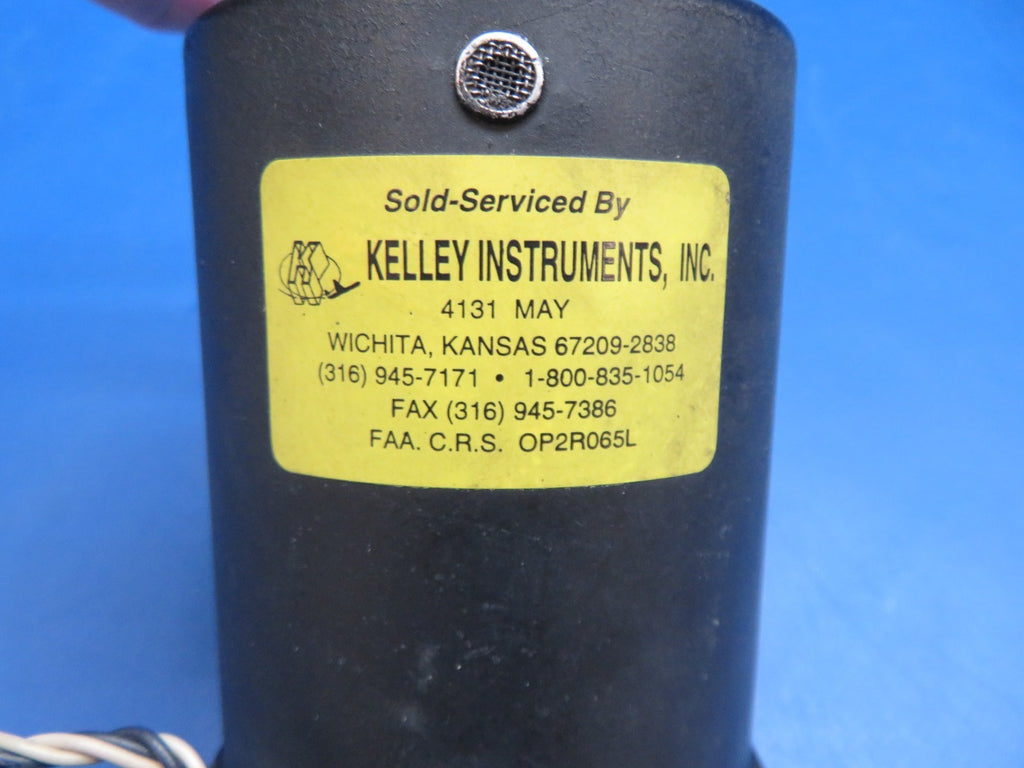 Sold-Serviced By
KELLEY INSTRUMENTS, INC.
4131 MAY
WICHITA, KANSAS 67209-2838
(316) 945-7171 • 1-800-835-1054
FAX (316) 945-7386
FAA. C.R.S. OP2R065L